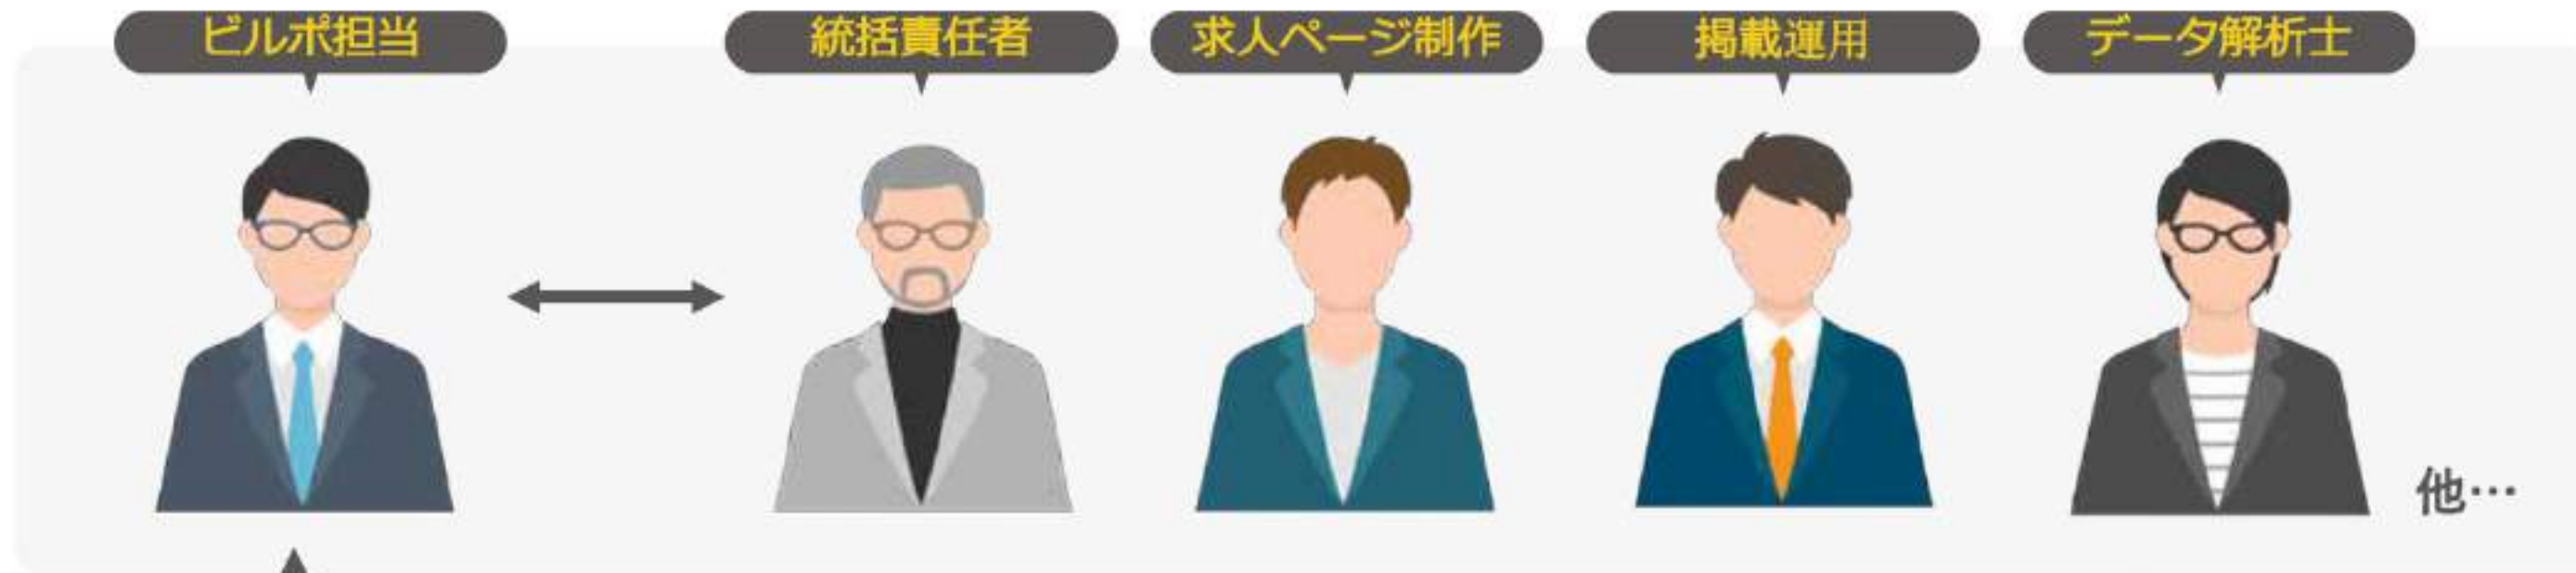 ビルポ担当
統括責任者
求人ページ制作
掲載運用
データ解析士
他…